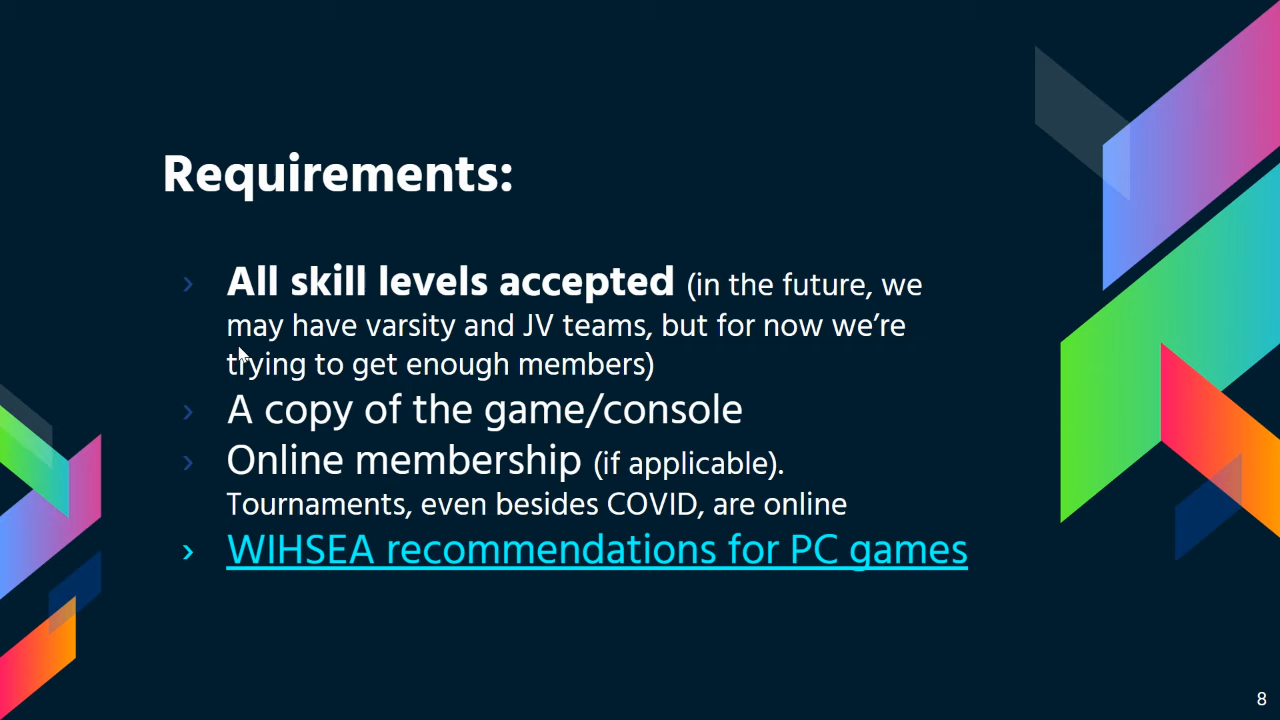 Requirements:
› All skill levels accepted (in the future, we
may have varsity and JV teams, but for now we’re
trying to get enough members)
› A copy of the game/console
› Online membership (if applicable).
Tournaments, even besides COVID, are online
› WIHSEA recommendations for PC games
8